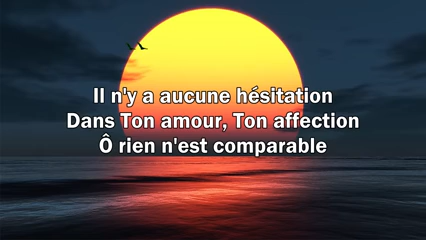 Il n'y a aucune hésitation
Dans Ton amour, Ton affection
Ô rien n'est comparable